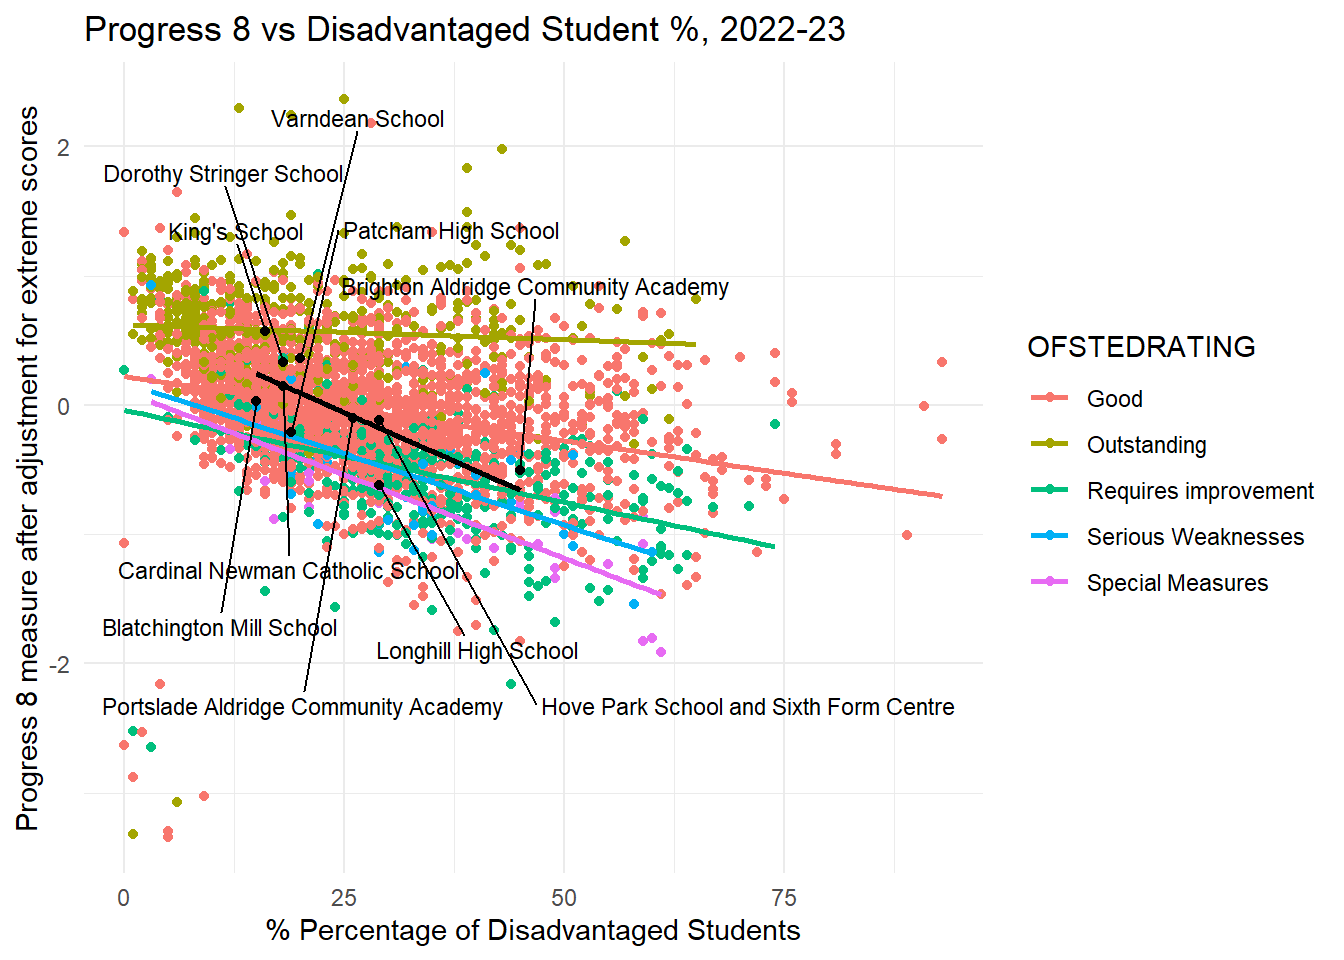 Progress 8 vs Disadvantaged Student %, 2022-23
Progress 8 measure after adjustment for extreme scores
2
0
-2
Varndean School
Dorothy Stringer School
King's School
Patcham High School
Brighton Aldridge Community Academy
Cardinal Newman Catholic School
Blatchington Mill School
Longhill High School
Portslade Aldridge Community Academy
Hove Park School and Sixth Form Centre
0
25
50
75
% Percentage of Disadvantaged Students
OFSTEDRATING
Good
Outstanding
Requires improvement
Serious Weaknesses
Special Measures